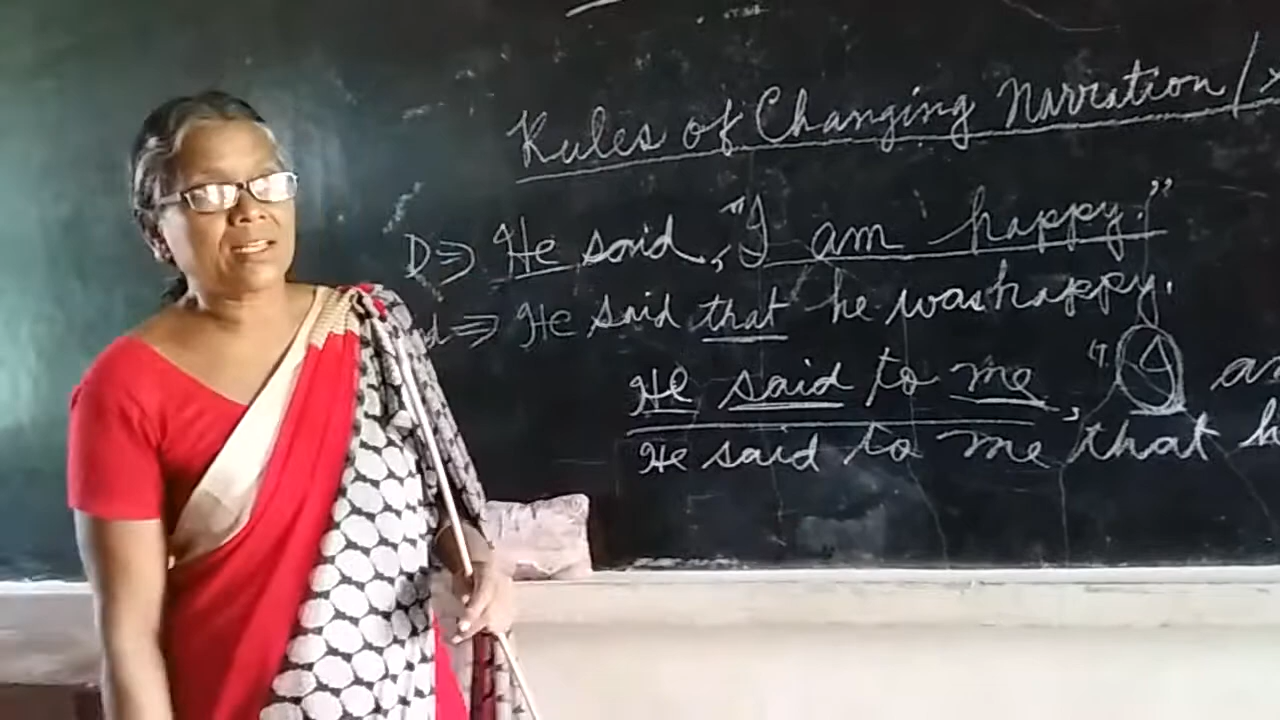 Rules of Changing Narration /
D ⇒ He said, "I am happy."
d ⇒ He said that he was happy.
He said to me, "I am
He said to me that h